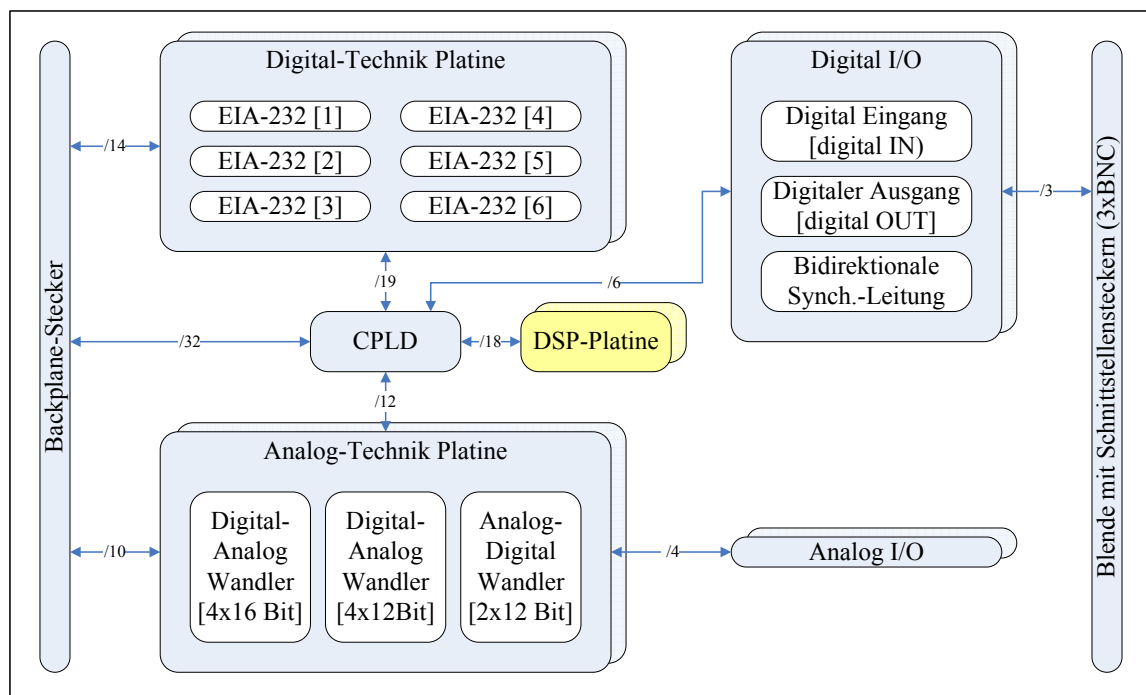 Digital-Technik Platine
EIA-232 [1]
EIA-232 [4]
EIA-232 [2]
EIA-232 [5]
EIA-232 [3]
EIA-232 [6]
Digital I/O
Digital Eingang
[digital IN)
Digitaler Ausgang
[digital OUT]
Bidirektionale
Synch.-Leitung
/14
/3
/19
/6
Backplane-Stecker
/32
CPLD
/18
DSP-Platine
/12
Blende mit Schnittstellensteckern (3xBNC)
Analog-Technik Platine
Digital-
Analog
Wandler
[4x16 Bit]
Digital-
Analog
Wandler
[4x12Bit]
Analog-
Digital
Wandler
[2x12 Bit]
/10
/4
Analog I/O